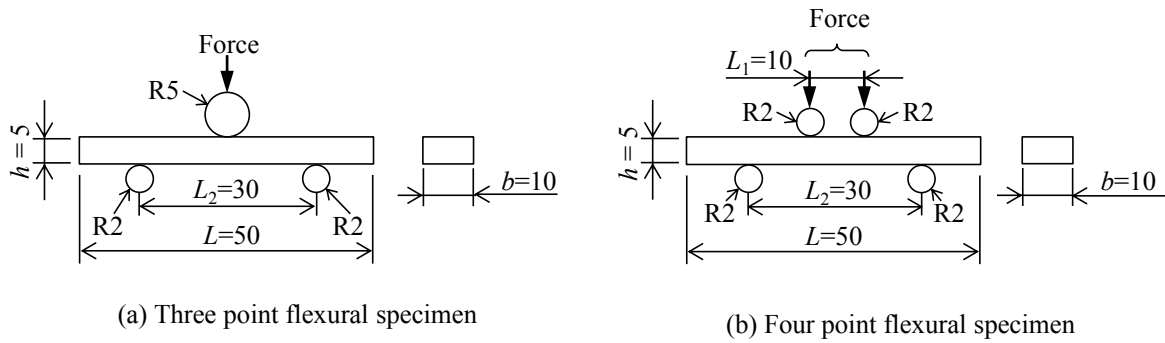 Force
R5
h = 5
L2=30
b=10
R2
R2
L=50
(a) Three point flexural specimen
Force
L1=10
R2
R2
h = 5
L2=30
b=10
R2
R2
L=50
(b) Four point flexural specimen